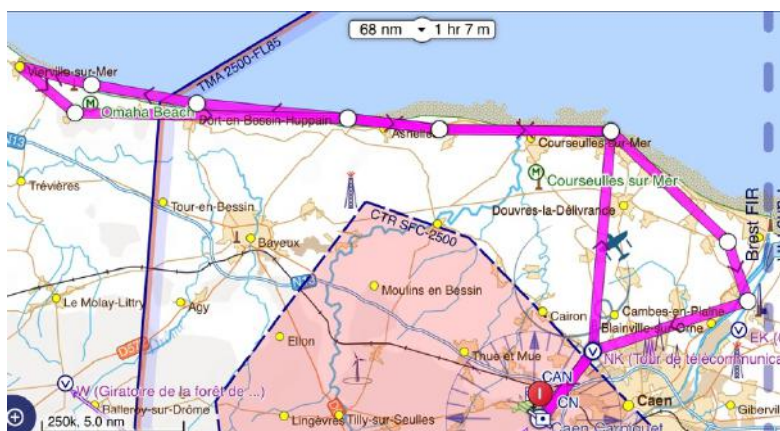 68 nm 1 hr 7 m
TMA 2500-FL85
Vierville-sur-Mer
M
Omaha Beach
Port-en-Bessin-Huppain
Asnelles
Courseulles-sur-Mer
N13
Trévières
Tour-en-Bessin
M
Courseulles sur Mer
Douvres-la-Délivrande
CTR SFC-2500
Brest FIR
Bayeux
Moulins en Bessin
Le Molay-Littry
Agy
Cairon
Cambes-en-Plaine
Blainville-sur-Orne
Ellon
Thue et Mue
V
NK (Tour de télécommunica
V
EK (
V
W (Giratoire de la forêt de ...)
CAN
CN
Caen
Balleroy-sur-Drôme
Lingèvres
Tilly-sur-Seulles
Caen Carpiquet
Gibervil
250k, 5.0 nm